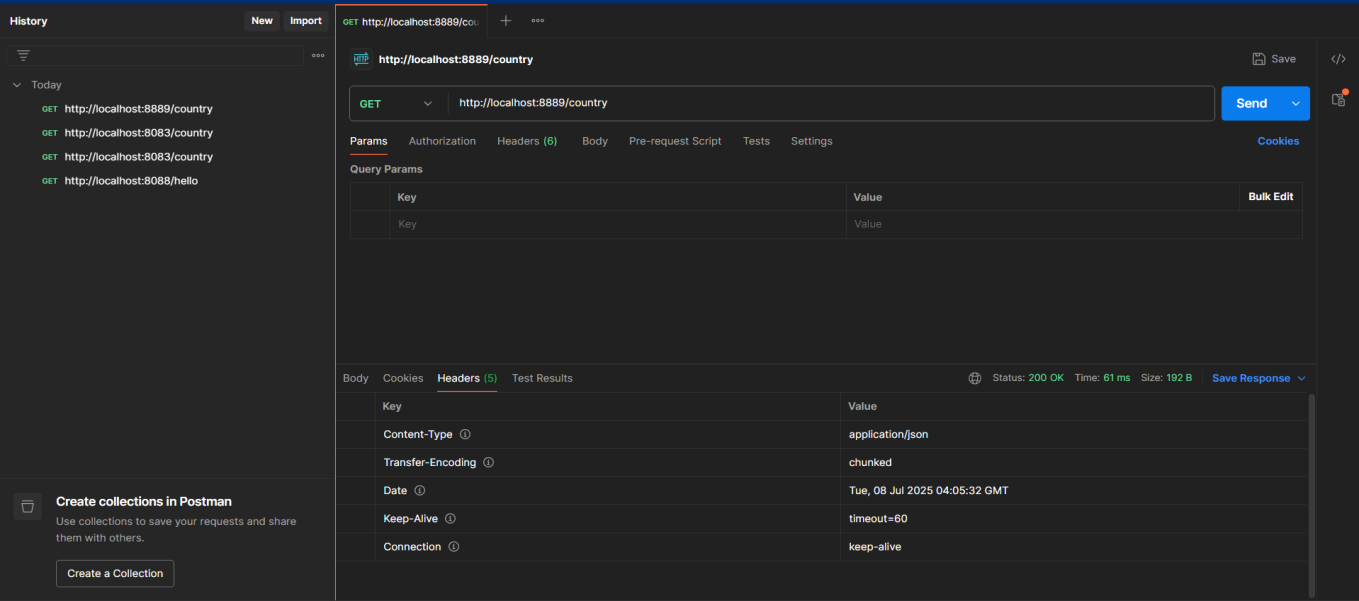 History
New
Import
GET http://localhost:8889/cou
Today
GET http://localhost:8889/country
GET http://localhost:8083/country
GET http://localhost:8083/country
GET http://localhost:8088/hello
Create collections in Postman
Use collections to save your requests and share
them with others.
Create a Collection
HTTP http://localhost:8889/country
Save
GET http://localhost:8889/country
Send
Params Authorization Headers (6) Body Pre-request Script Tests Settings Cookies
Query Params
Key Value Bulk Edit
Key Value
Body Cookies Headers (5) Test Results Status: 200 OK Time: 61 ms Size: 192 B Save Response
Key Value
Content-Type application/json
Transfer-Encoding chunked
Date Tue, 08 Jul 2025 04:05:32 GMT
Keep-Alive timeout=60
Connection keep-alive